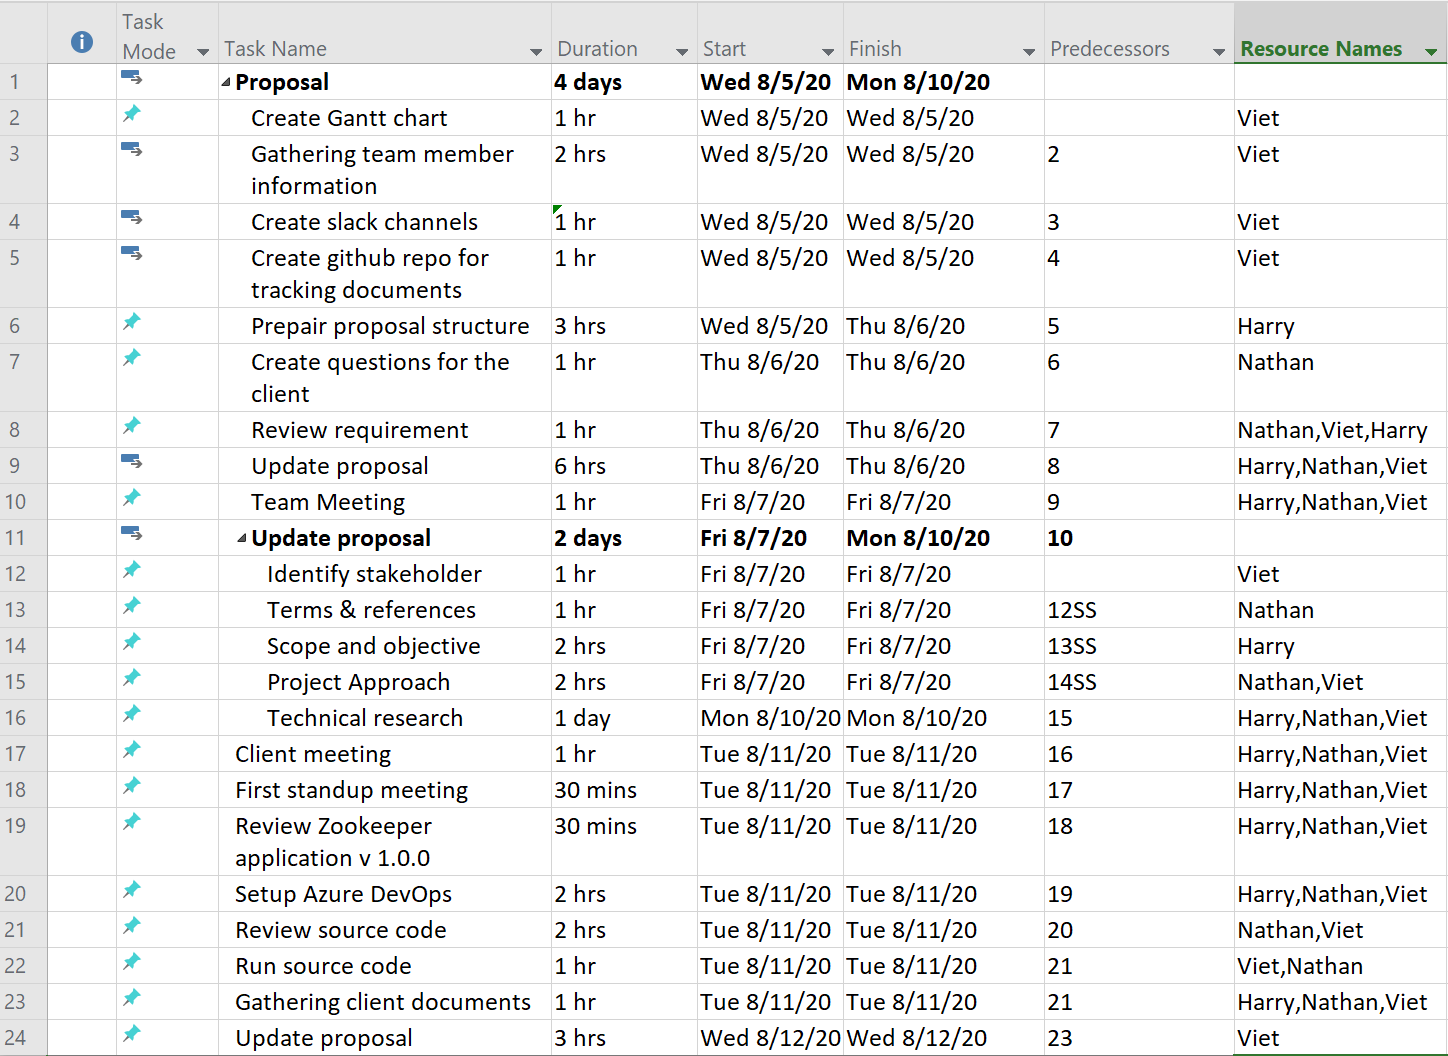 Task Mode Task Name Duration Start Finish Predecessors Resource Names
1 Proposal 4 days Wed 8/5/20 Mon 8/10/20
2 Create Gantt chart 1 hr Wed 8/5/20 Wed 8/5/20 Viet
3 Gathering team member information 2 hrs Wed 8/5/20 Wed 8/5/20 2 Viet
4 Create slack channels 1 hr Wed 8/5/20 Wed 8/5/20 3 Viet
5 Create github repo for tracking documents 1 hr Wed 8/5/20 Wed 8/5/20 4 Viet
6 Prepair proposal structure 3 hrs Wed 8/5/20 Thu 8/6/20 5 Harry
7 Create questions for the client 1 hr Thu 8/6/20 Thu 8/6/20 6 Nathan
8 Review requirement 1 hr Thu 8/6/20 Thu 8/6/20 7 Nathan,Viet,Harry
9 Update proposal 6 hrs Thu 8/6/20 Thu 8/6/20 8 Harry,Nathan,Viet
10 Team Meeting 1 hr Fri 8/7/20 Fri 8/7/20 9 Harry,Nathan,Viet
11 Update proposal 2 days Fri 8/7/20 Mon 8/10/20 10
12 Identify stakeholder 1 hr Fri 8/7/20 Fri 8/7/20 Viet
13 Terms & references 1 hr Fri 8/7/20 Fri 8/7/20 12SS Nathan
14 Scope and objective 2 hrs Fri 8/7/20 Fri 8/7/20 13SS Harry
15 Project Approach 2 hrs Fri 8/7/20 Fri 8/7/20 14SS Nathan,Viet
16 Technical research 1 day Mon 8/10/20 Mon 8/10/20 15 Harry,Nathan,Viet
17 Client meeting 1 hr Tue 8/11/20 Tue 8/11/20 16 Harry,Nathan,Viet
18 First standup meeting 30 mins Tue 8/11/20 Tue 8/11/20 17 Harry,Nathan,Viet
19 Review Zookeeper application v 1.0.0 30 mins Tue 8/11/20 Tue 8/11/20 18 Harry,Nathan,Viet
20 Setup Azure DevOps 2 hrs Tue 8/11/20 Tue 8/11/20 19 Harry,Nathan,Viet
21 Review source code 2 hrs Tue 8/11/20 Tue 8/11/20 20 Nathan,Viet
22 Run source code 1 hr Tue 8/11/20 Tue 8/11/20 21 Viet,Nathan
23 Gathering client documents 1 hr Tue 8/11/20 Tue 8/11/20 21 Harry,Nathan,Viet
24 Update proposal 3 hrs Wed 8/12/20 Wed 8/12/20 23 Viet